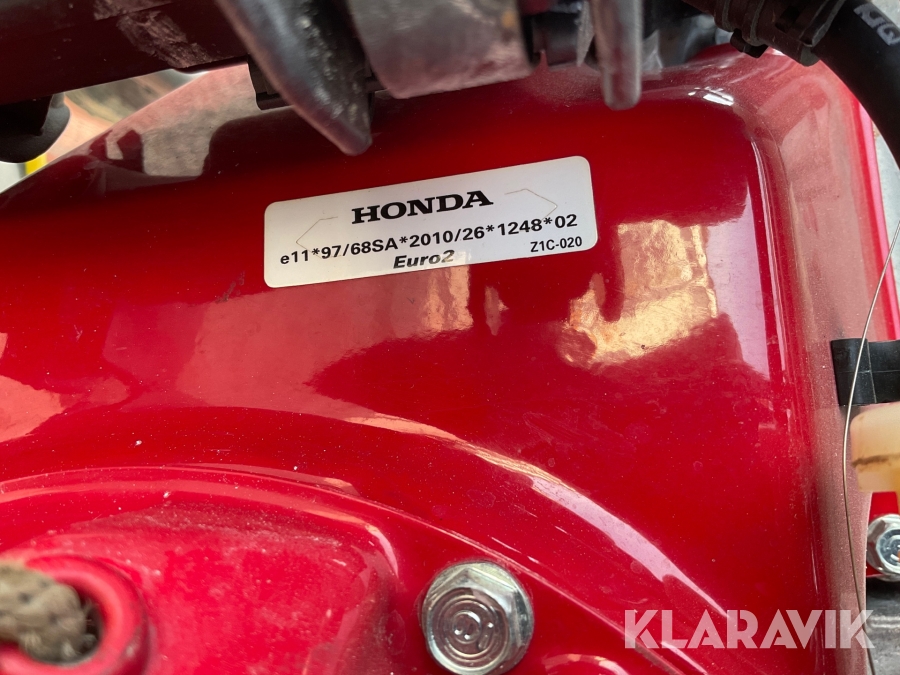 HONDA
e11*97/68SA*2010/26*1248*02
Euro2 Z1C-020
KLARAVIK